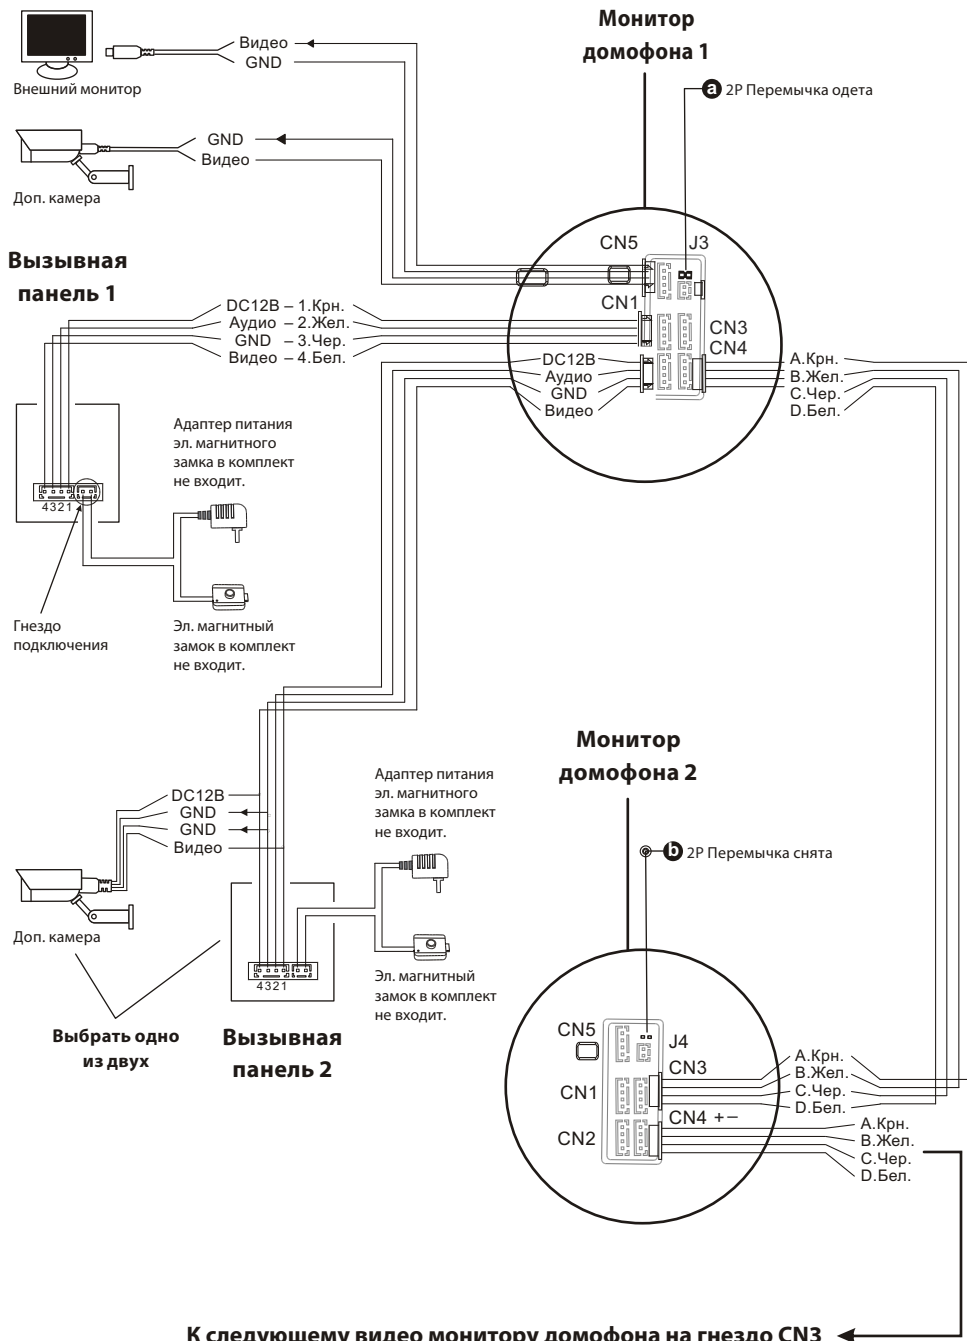 Монитор
домофона 1
Видео
GND
Внешний монитор
a 2P Перемычка одета
GND
Видео
Доп. камера
CN5 J3
Вызывная
панель 1
CN1
DC12В – 1.Крн.
Аудио – 2.Жел.
GND – 3.Чер.
Видео – 4.Бел.
CN3
CN4
DC12В
Аудио
GND
Видео
A.Крн.
B.Жел.
C.Чер.
D.Бел.
Адаптер питания
эл. магнитного
замка в комплект
не входит.
4321
Гнездо
подключения
Эл. магнитный
замок в комплект
не входит.
Монитор
домофона 2
Адаптер питания
эл. магнитного
замка в комплект
не входит.
DC12В
GND
GND
Видео
b 2P Перемычка снята
Доп. камера
4321
Эл. магнитный
замок в комплект
не входит.
Выбрать одно
из двух
Вызывная
панель 2
CN5
J4
CN3
CN1
CN4 +−
CN2
A.Крн.
B.Жел.
C.Чер.
D.Бел.
A.Крн.
B.Жел.
C.Чер.
D.Бел.
К следующему видео монитору домофона на гнездо CN3